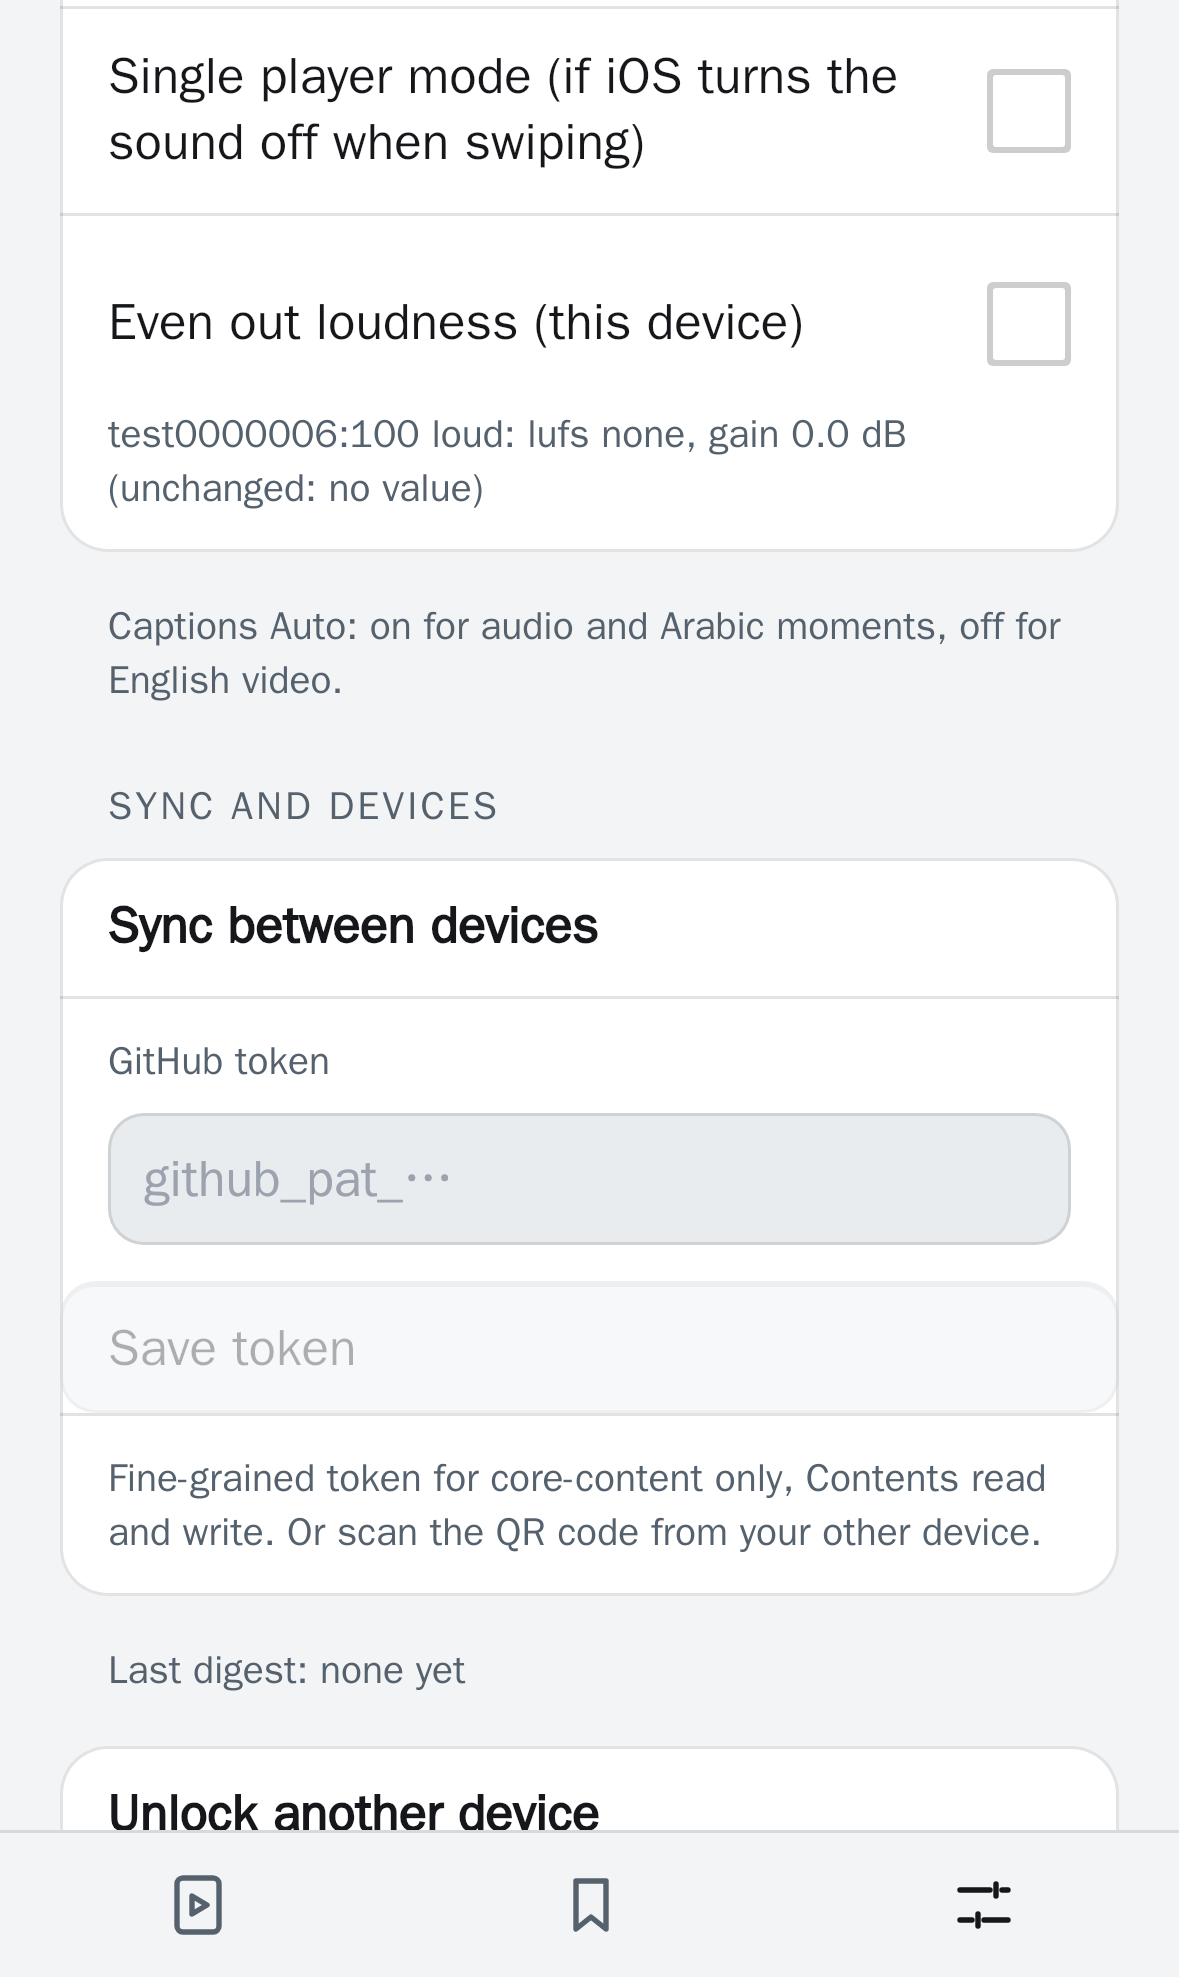 Single player mode (if iOS turns the
sound off when swiping)
Even out loudness (this device)
test0000006:100 loud: lufs none, gain 0.0 dB
(unchanged: no value)
Captions Auto: on for audio and Arabic moments, off for
English video.
SYNC AND DEVICES
Sync between devices
GitHub token
github_pat_…
Save token
Fine-grained token for core-content only, Contents read
and write. Or scan the QR code from your other device.
Last digest: none yet
Unlock another device